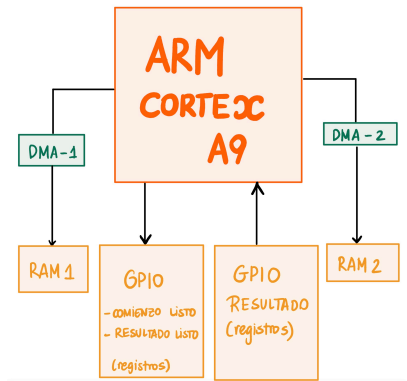 ARM
CORTEX
A9
DMA-1
DMA-2
RAM 1
GPIO
- COMIENZO LISTO
- RESULTADO LISTO
(registros)
GPIO
RESULTADO
(registros)
RAM 2